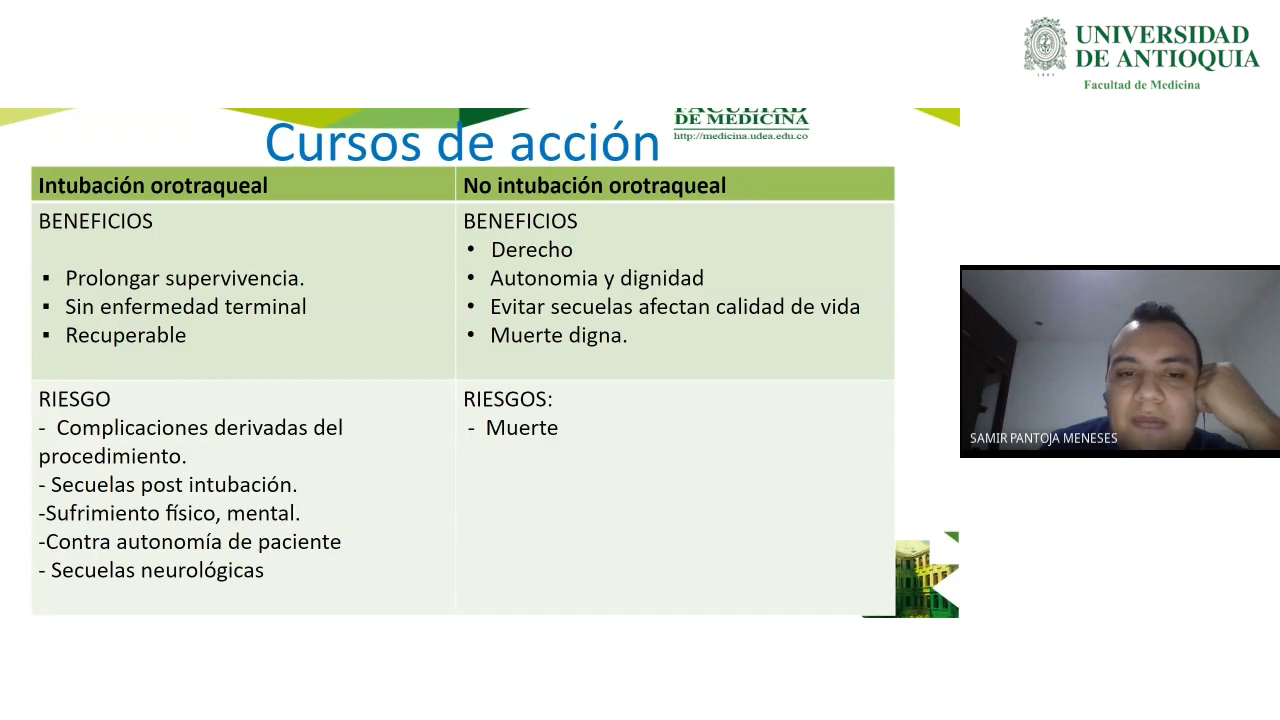 UNIVERSIDAD
DE ANTIOQUIA
Facultad de Medicina
FACULTAD
DE MEDICINA
http://medicina.udea.edu.co
Cursos de acción
Intubación orotraqueal
BENEFICIOS
▪ Prolongar supervivencia.
▪ Sin enfermedad terminal
▪ Recuperable
RIESGO
- Complicaciones derivadas del
procedimiento.
- Secuelas post intubación.
-Sufrimiento físico, mental.
-Contra autonomía de paciente
- Secuelas neurológicas
No intubación orotraqueal
BENEFICIOS
• Derecho
• Autonomia y dignidad
• Evitar secuelas afectan calidad de vida
• Muerte digna.
RIESGOS:
- Muerte
SAMIR PANTOJA MENESES